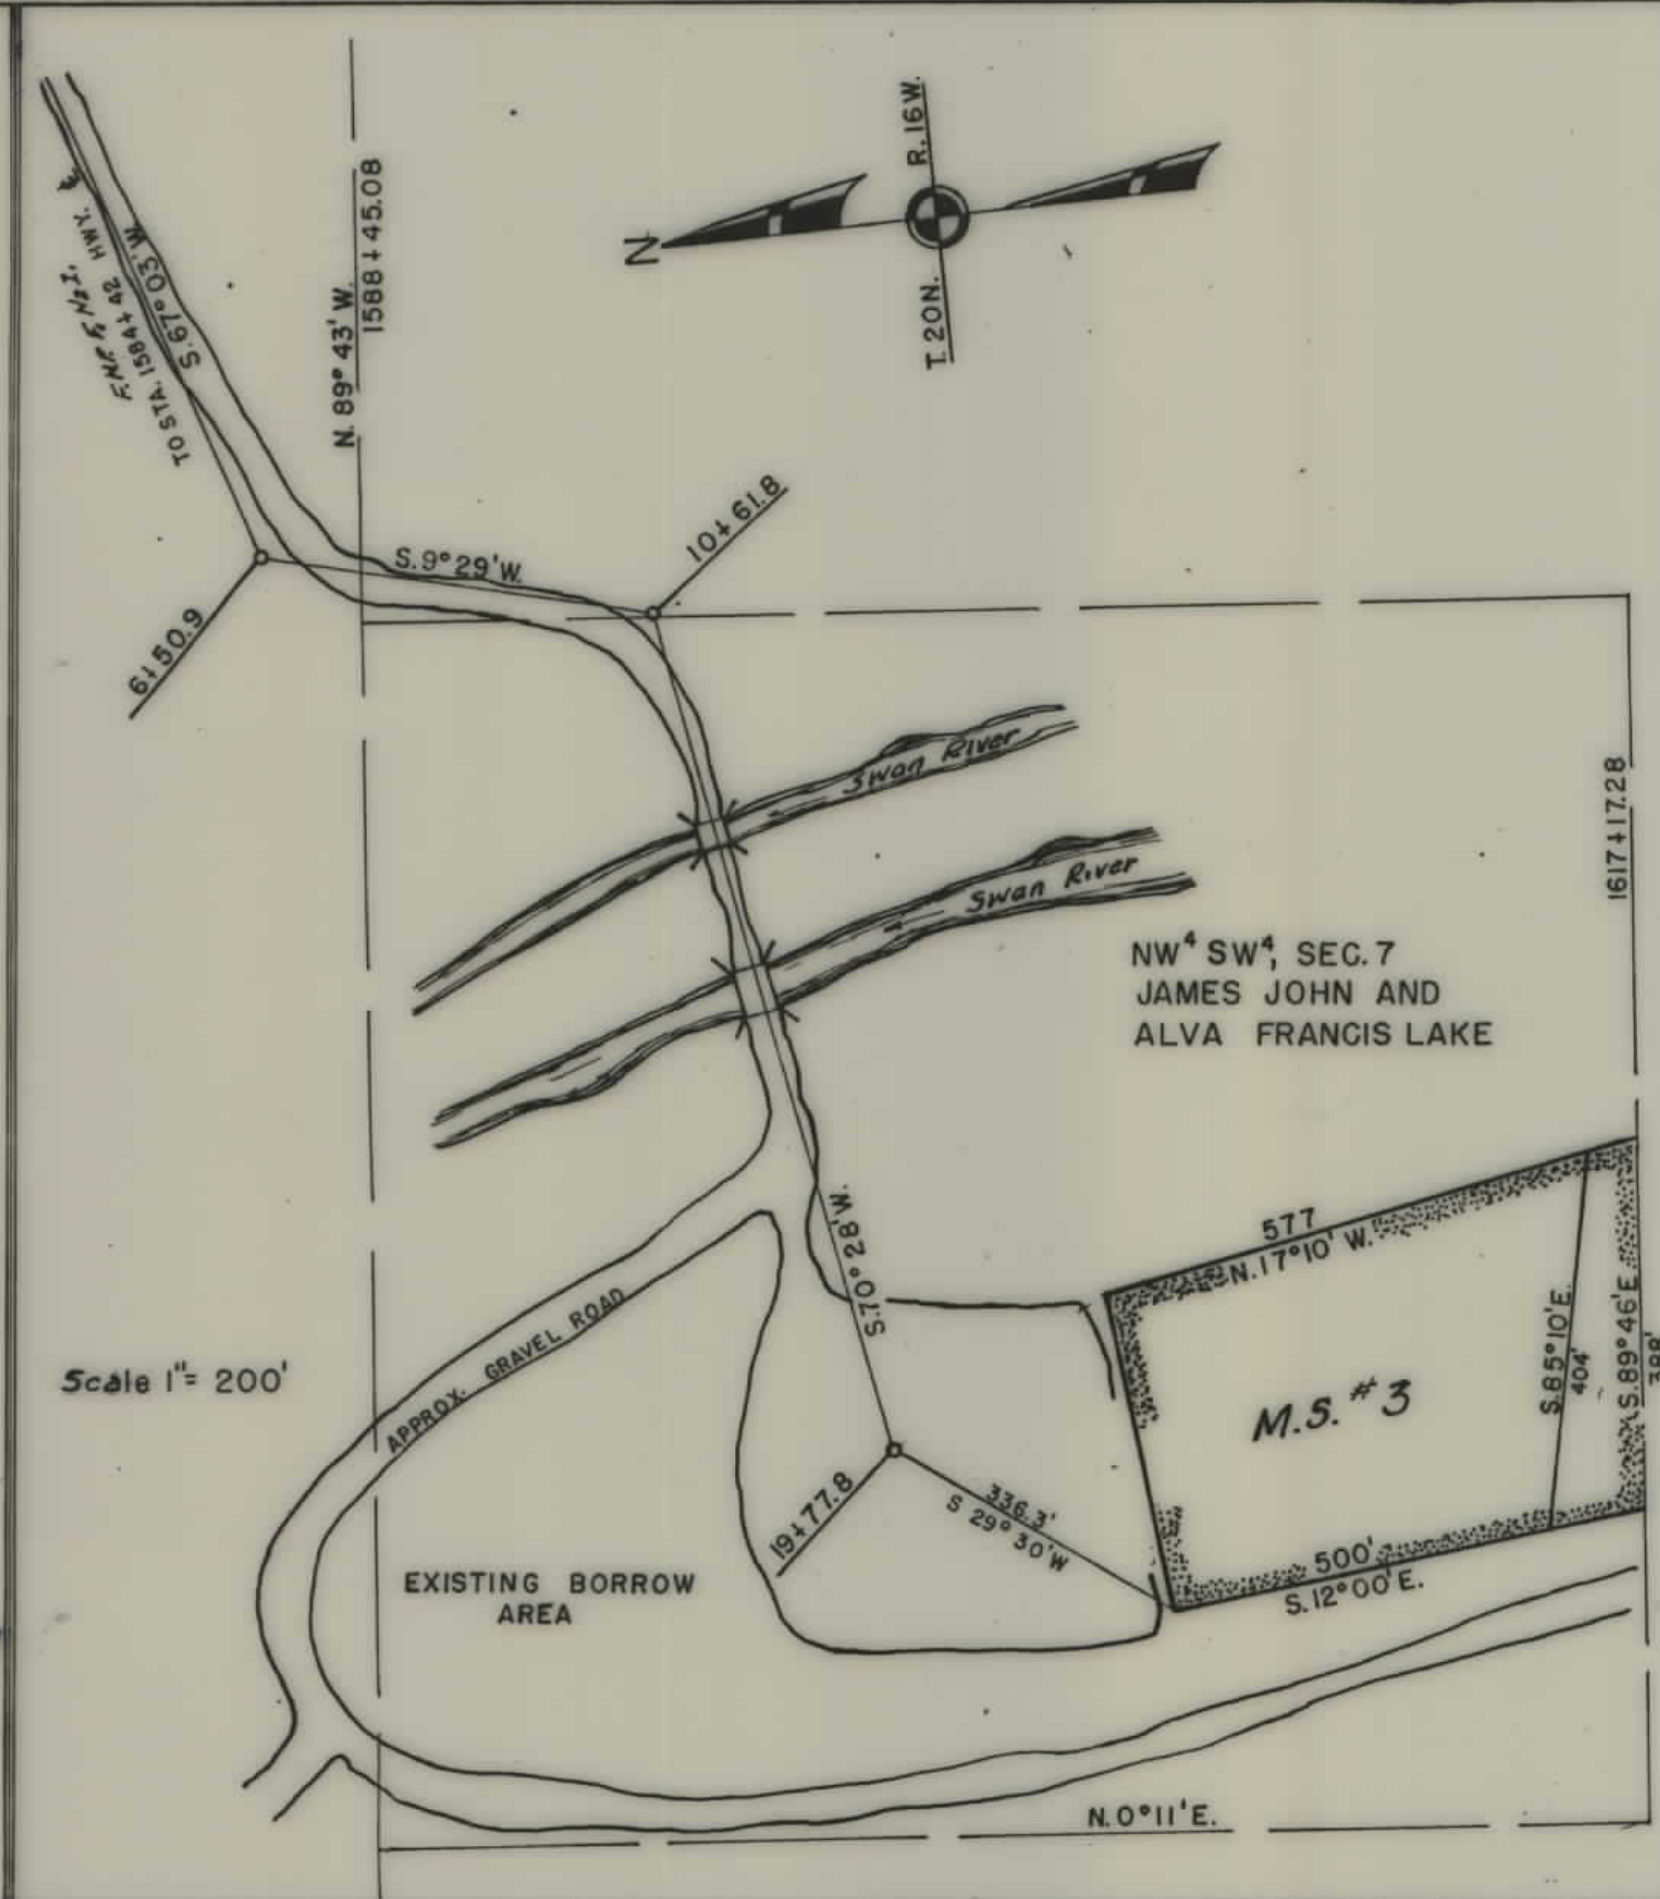 R. 16 W.
N
T. 20N.
N. 89° 43' W.
1588+45.08
S. 67° 03' W.
TO STA. 1584+42 HWY. ℄
S. 9° 29' W.
10+61.8
6+50.9
Swan River
Swan River
1617+17.28
NW⁴ SW⁴, SEC. 7
JAMES JOHN AND
ALVA FRANCIS LAKE
S. 70° 28' W.
577
N. 17°10' W.
APPROX. GRAVEL ROAD
Scale 1"= 200'
M.S. #3
S. 85°10' E.
404'
S. 89° 46' E.
388'
19+77.8
336.3'
S 29° 30' W
500'
S. 12° 00' E.
EXISTING BORROW
AREA
N. 0° 11' E.